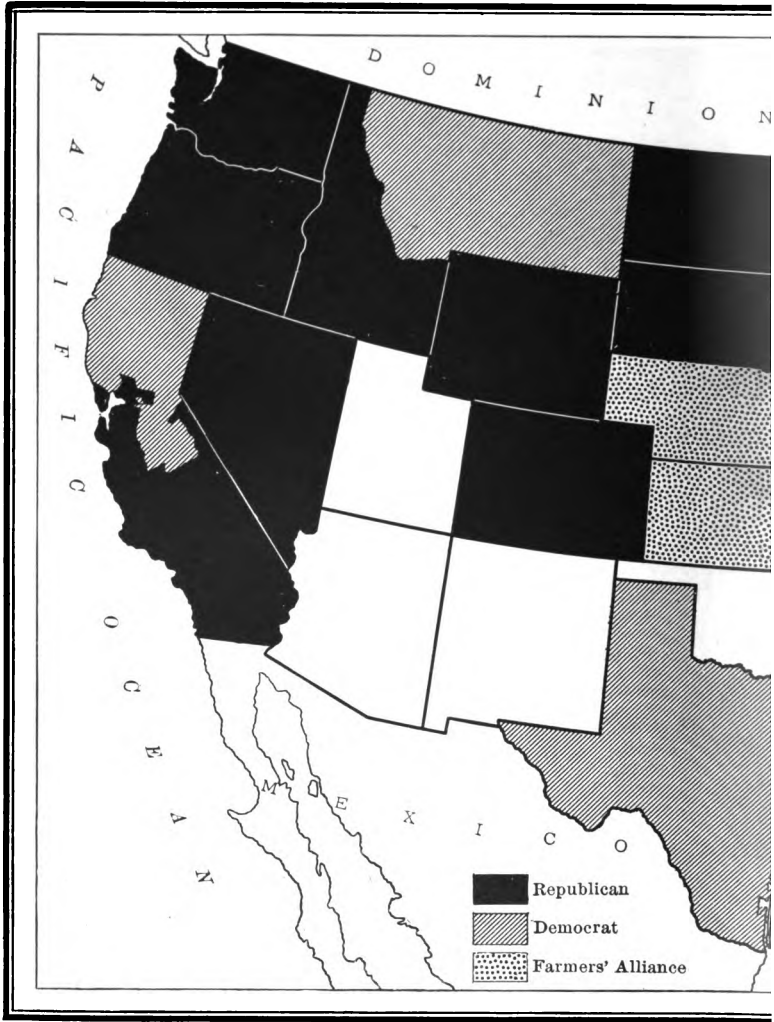 DOMINION
PACIFIC OCEAN
MEXICO
Republican
Democrat
Farmers' Alliance